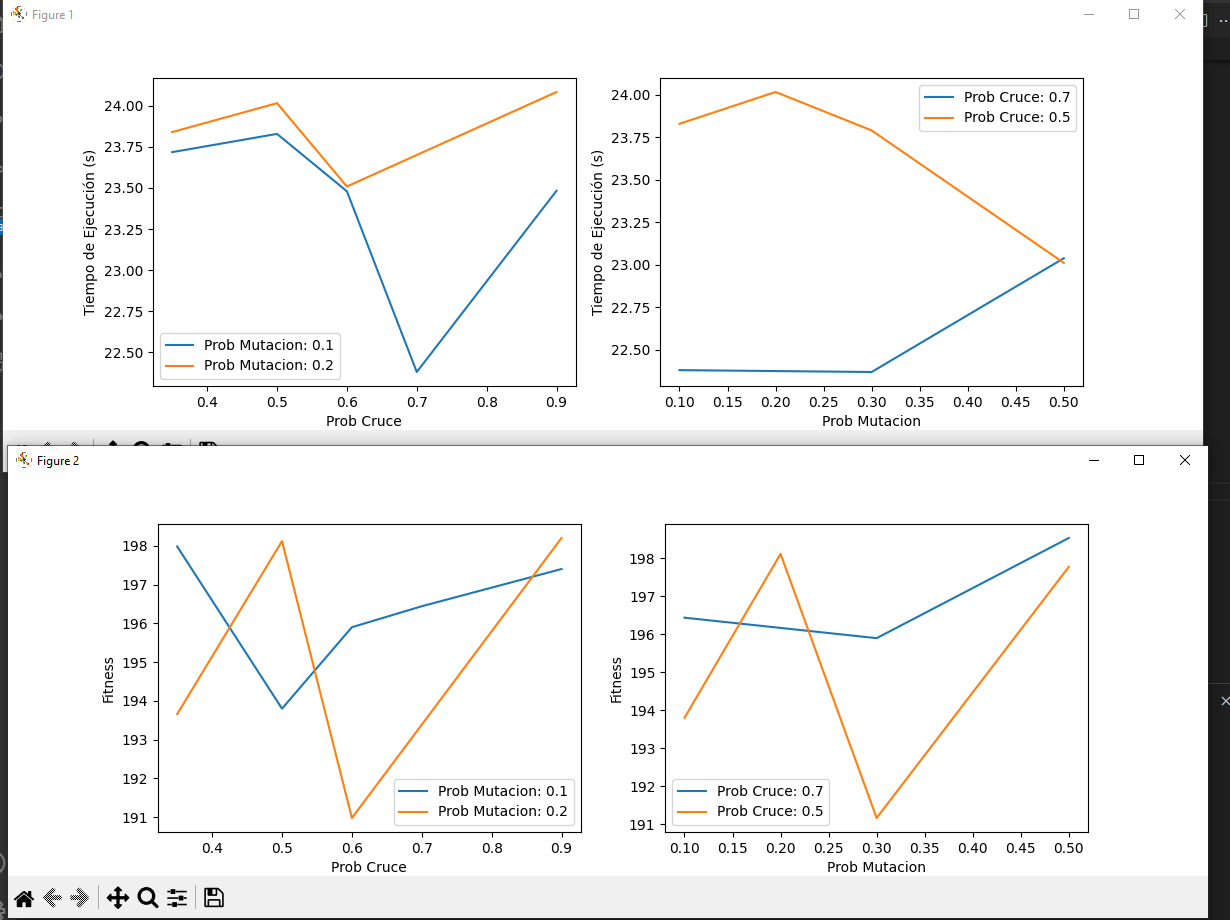 Figure 1
24.00
23.75
23.50
23.25
23.00
22.75
22.50
Tiempo de Ejecución (s)
Prob Mutacion: 0.1
Prob Mutacion: 0.2
0.4 0.5 0.6 0.7 0.8 0.9
Prob Cruce
24.00
23.75
23.50
23.25
23.00
22.75
22.50
Tiempo de Ejecución (s)
Prob Cruce: 0.7
Prob Cruce: 0.5
0.10 0.15 0.20 0.25 0.30 0.35 0.40 0.45 0.50
Prob Mutacion
Figure 2
198
197
196
195
194
193
192
191
Fitness
Prob Mutacion: 0.1
Prob Mutacion: 0.2
0.4 0.5 0.6 0.7 0.8 0.9
Prob Cruce
198
197
196
195
194
193
192
191
Fitness
Prob Cruce: 0.7
Prob Cruce: 0.5
0.10 0.15 0.20 0.25 0.30 0.35 0.40 0.45 0.50
Prob Mutacion